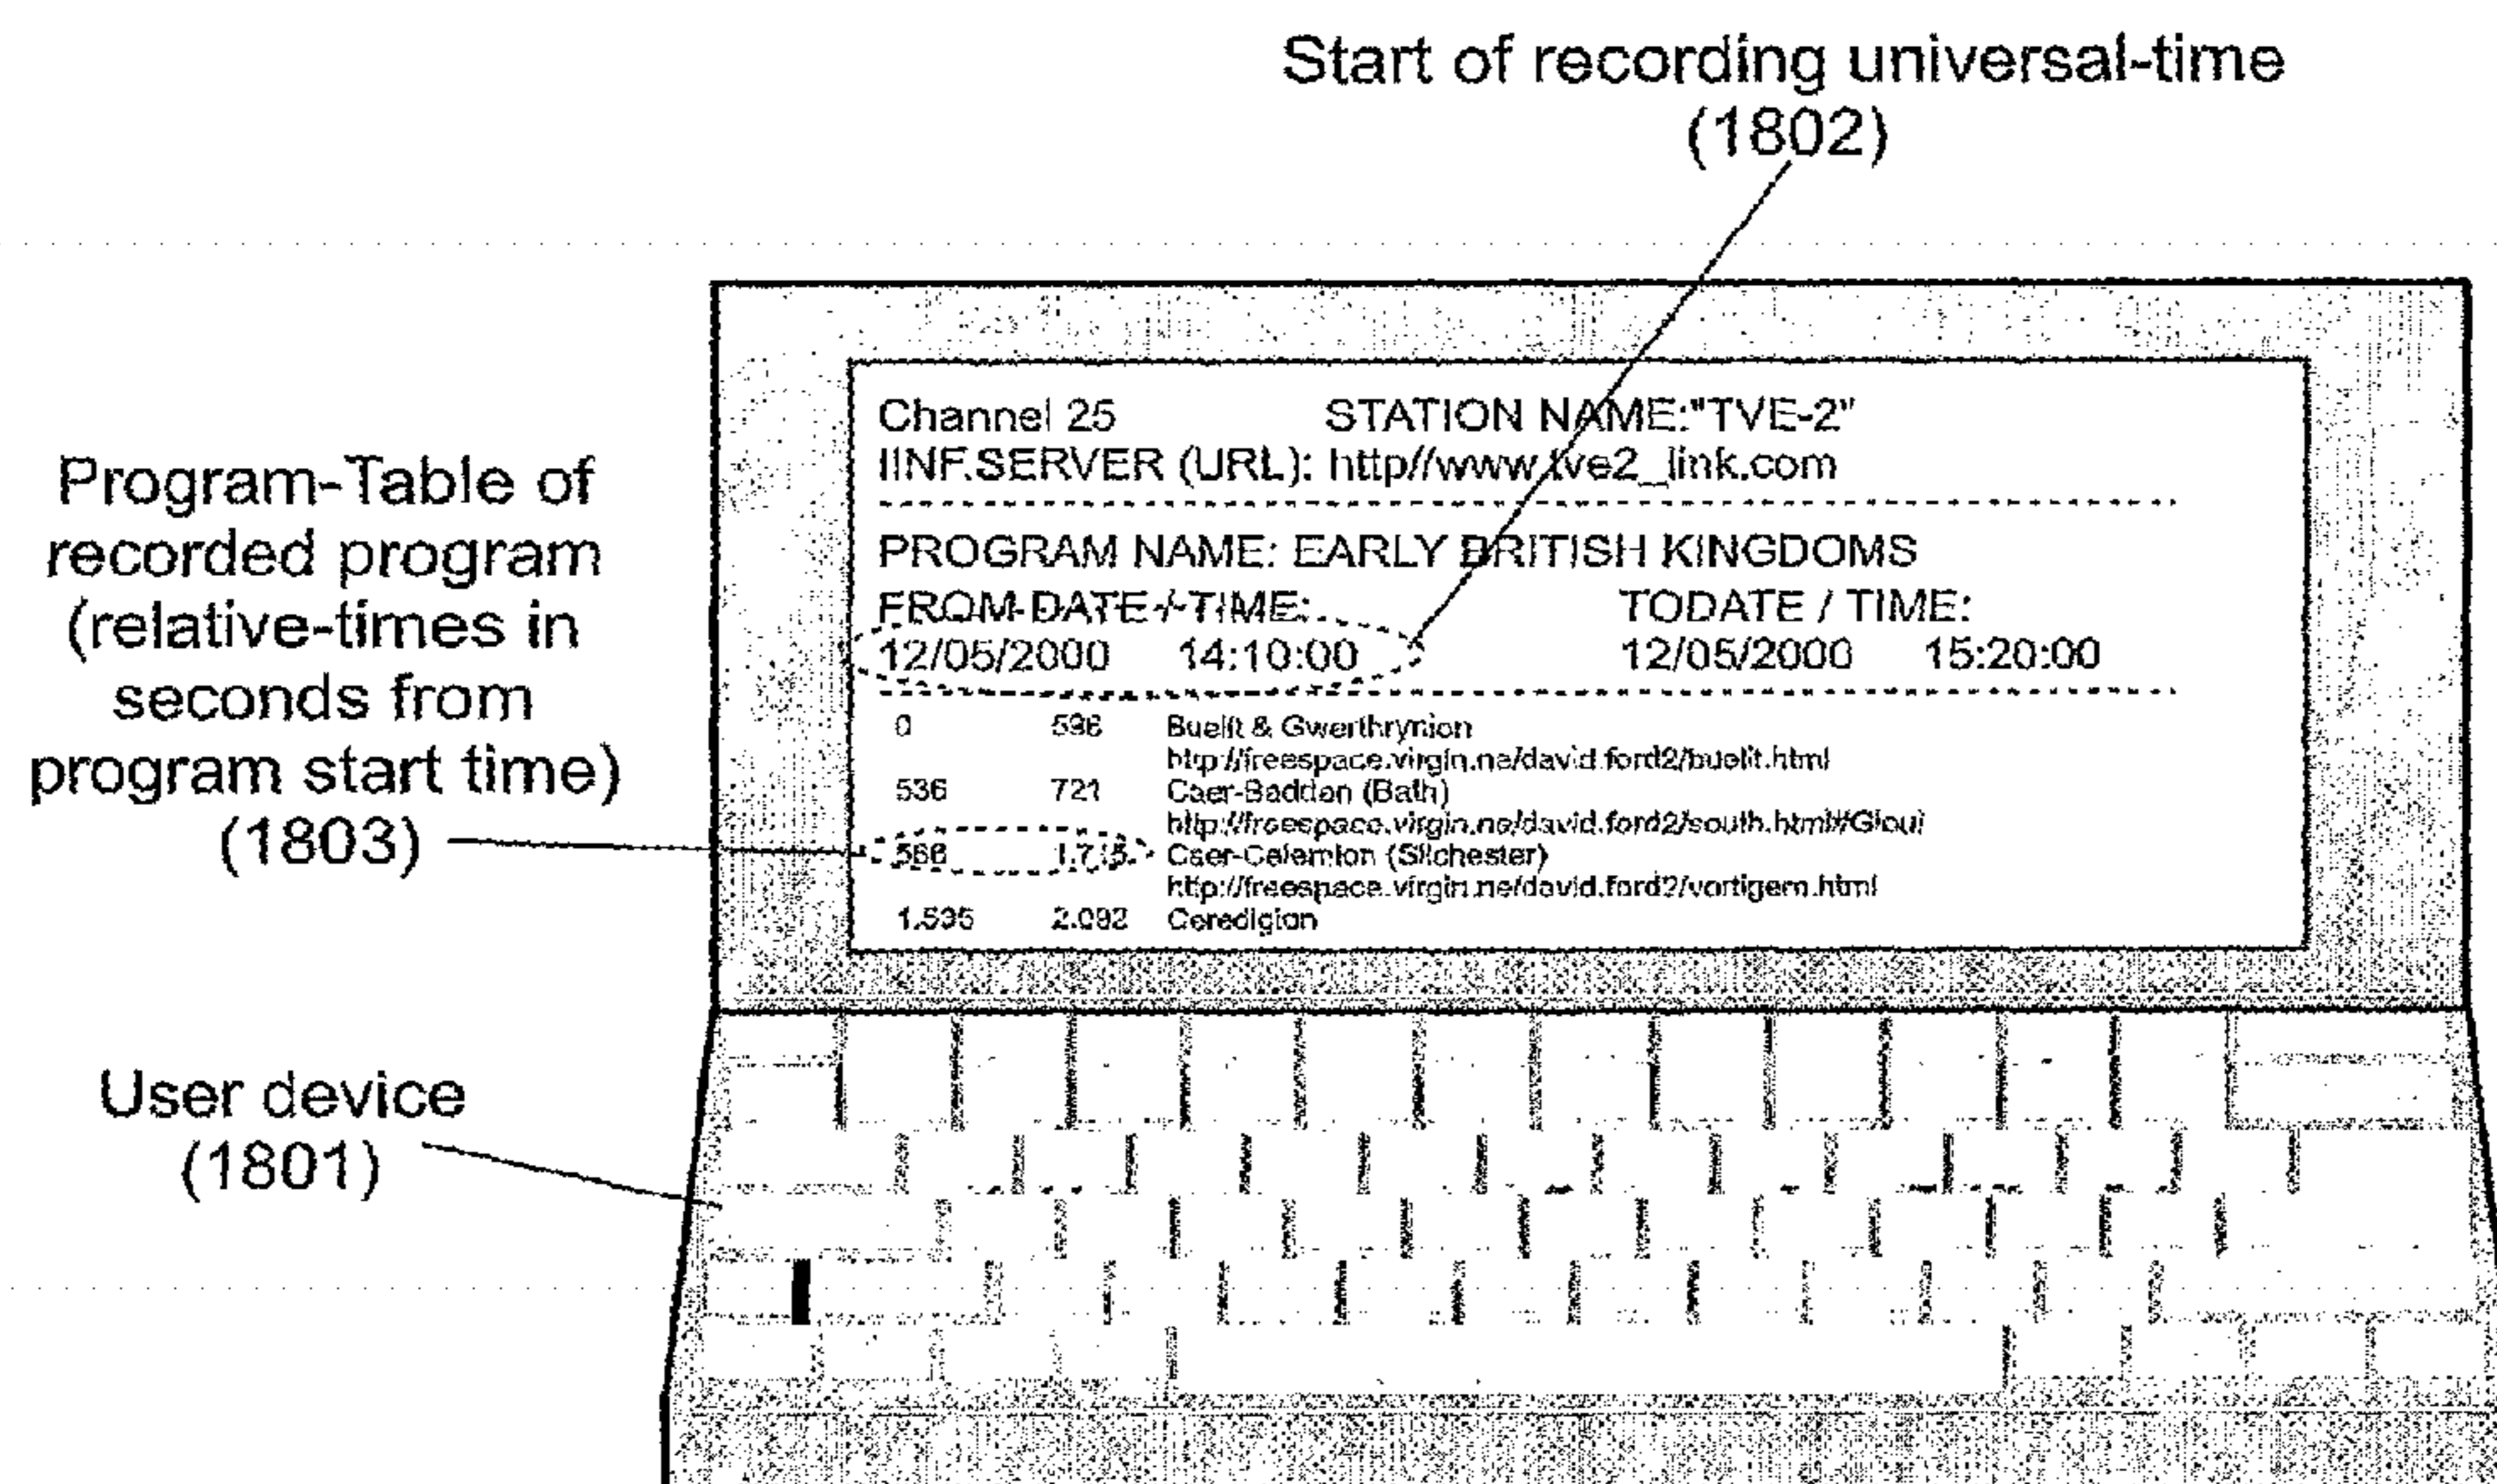 Start of recording universal-time
(1802)
Channel 25 STATION NAME:"TVE-2"
IINF.SERVER (URL): http//www.tve2_link.com
PROGRAM NAME: EARLY BRITISH KINGDOMS
FROM-DATE / TIME: TODATE / TIME:
12/05/2000 14:10:00 12/05/2000 15:20:00
0 596 Buellt & Gwerthrynion
http://freespace.virgin.ne/david.ford2/buelit.html
536 721 Caer-Baddan (Bath)
http://freespace.virgin.ne/david.ford2/south.html#Gloui
566 Caer-Celemion (Silchester)
http://freespace.virgin.ne/david.ford2/vortigern.html
1.535 2.092 Ceredigion
Program-Table of
recorded program
(relative-times in
seconds from
program start time)
(1803)
User device
(1801)